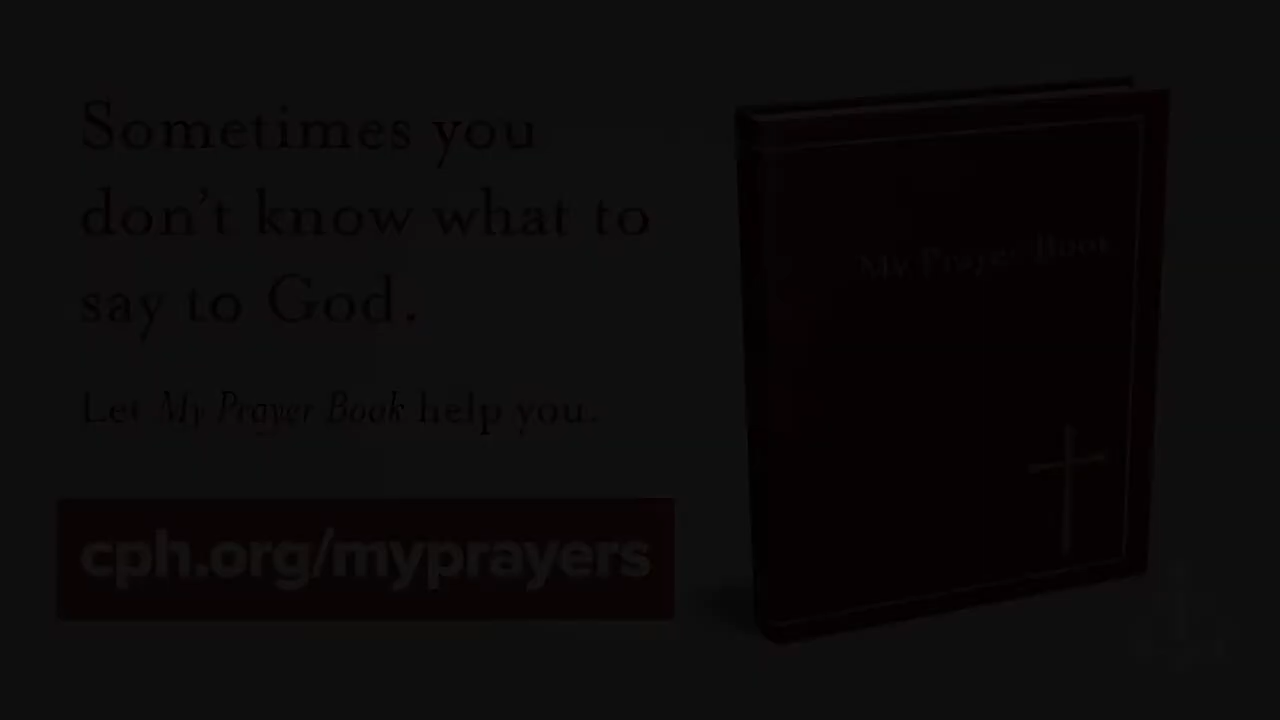 Sometimes you
don't know what to
say to God.
Let My Prayer Book help you.
cph.org/myprayers
My Prayer Book